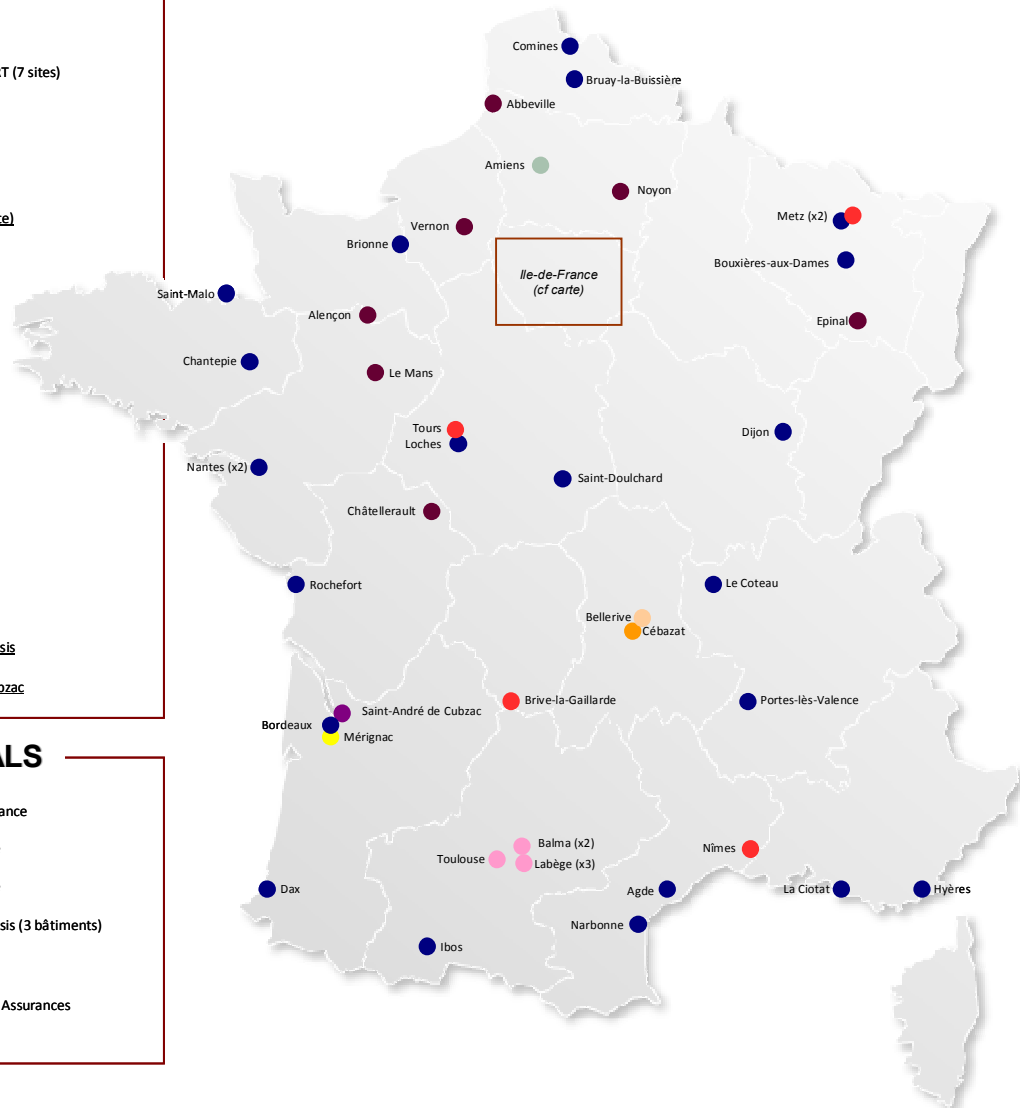 T (7 sites)
sis
ALS
ance
sis (3 bâtiments)
Assurances
Comines
Bruay-la-Buissière
Abbeville
Amiens
Noyon
Metz (x2)
Vernon
Brionne
Bouxières-aux-Dames
Ile-de-France
(cf carte)
Saint-Malo
Alençon
Epinal
Chantepie
Le Mans
Tours
Loches
Dijon
Nantes (x2)
Saint-Doulchard
Châtellerault
Rochefort
Le Coteau
Bellerive
Cébazat
Brive-la-Gaillarde
Portes-lès-Valence
Saint-André de Cubzac
Bordeaux
Mérignac
Balma (x2)
Toulouse
Labège (x3)
Nîmes
Dax
Agde
La Ciotat
Hyères
Narbonne
Ibos